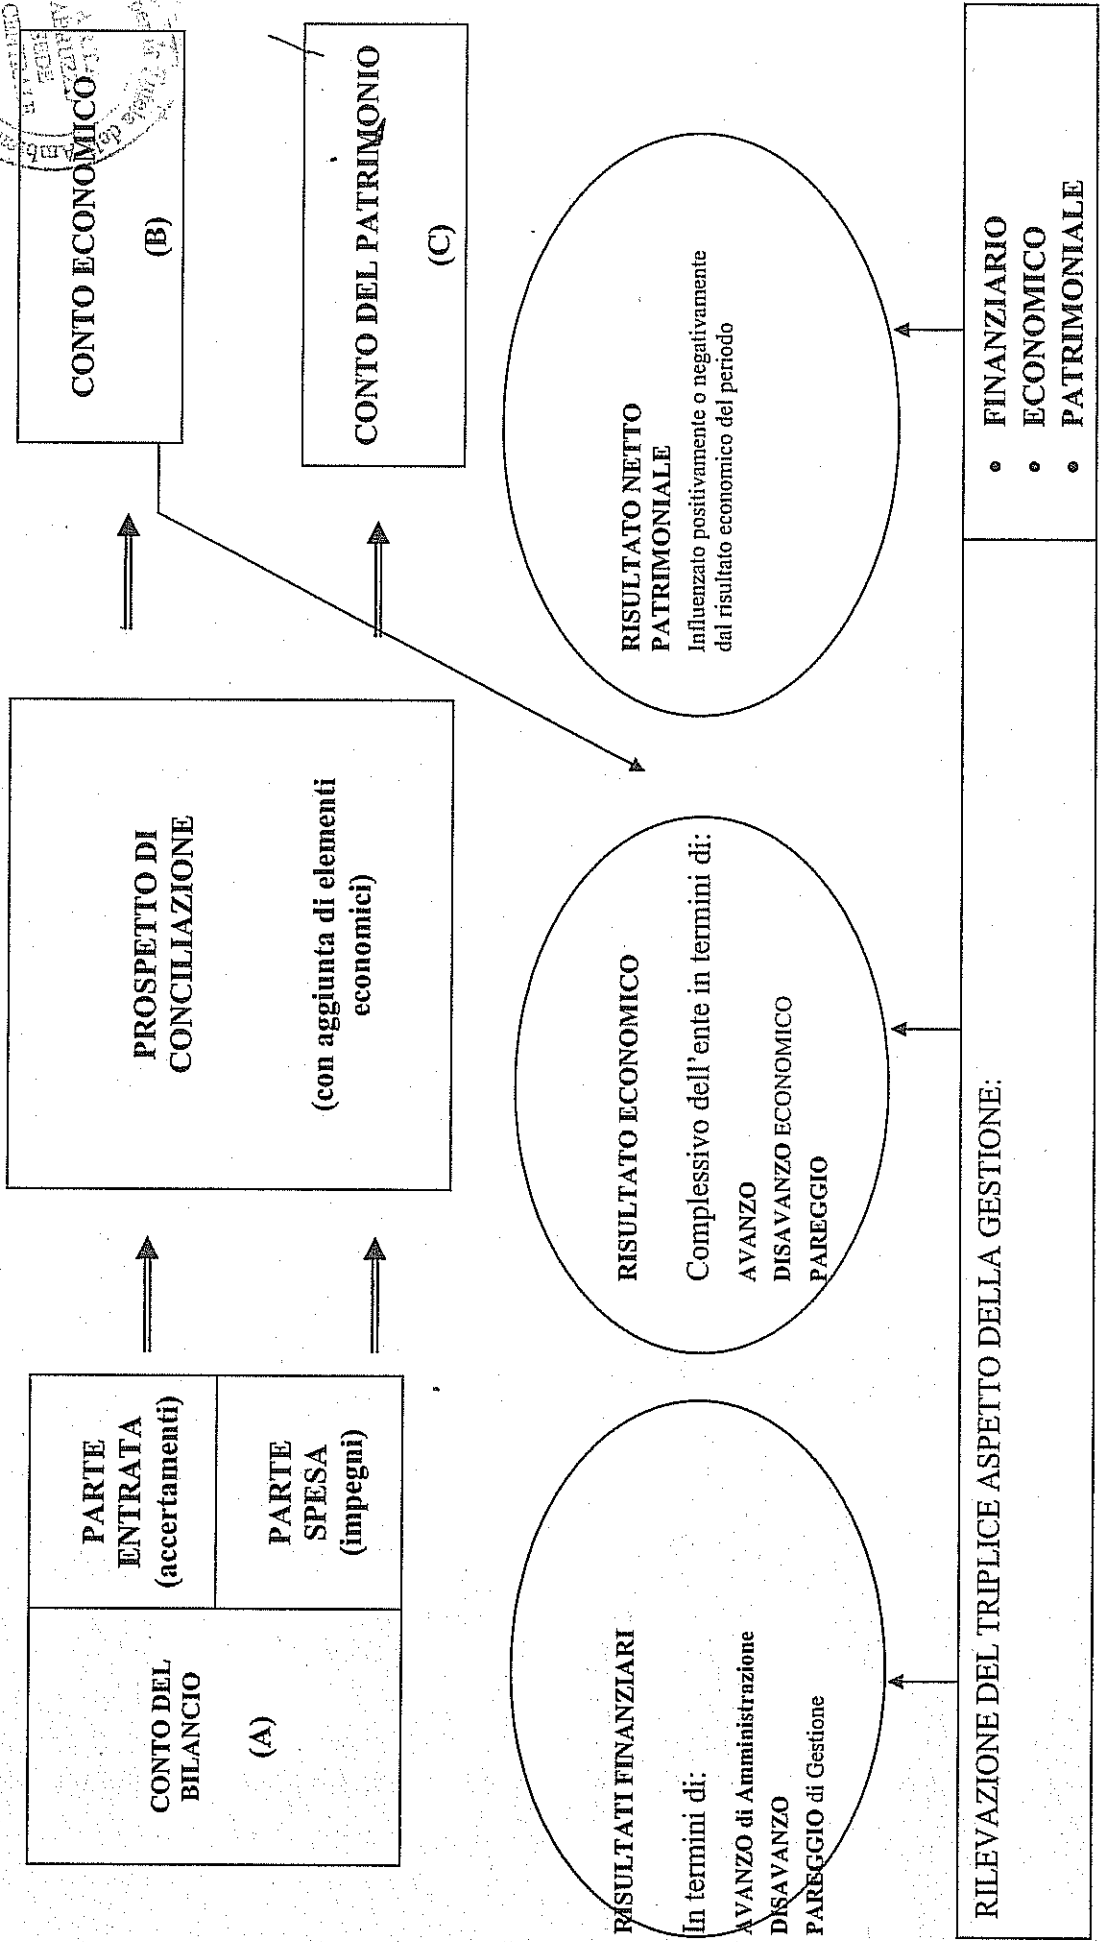 CONTO DEL
BILANCIO
(A)
PARTE
ENTRATA
(accertamenti)
PARTE
SPESA
(impegni)
PROSPETTO DI
CONCILIAZIONE
(con aggiunta di elementi
economici)
CONTO ECONOMICO
(B)
CONTO DEL PATRIMONIO
(C)
RISULTATI FINANZIARI
In termini di:
AVANZO di Amministrazione
DISAVANZO
PAREGGIO di Gestione
RISULTATO ECONOMICO
Complessivo dell'ente in termini di:
AVANZO
DISAVANZO ECONOMICO
PAREGGIO
RISULTATO NETTO
PATRIMONIALE
Influenzato positivamente o negativamente
dal risultato economico del periodo
RILEVAZIONE DEL TRIPLICE ASPETTO DELLA GESTIONE:
• FINANZIARIO
• ECONOMICO
• PATRIMONIALE
SEDE